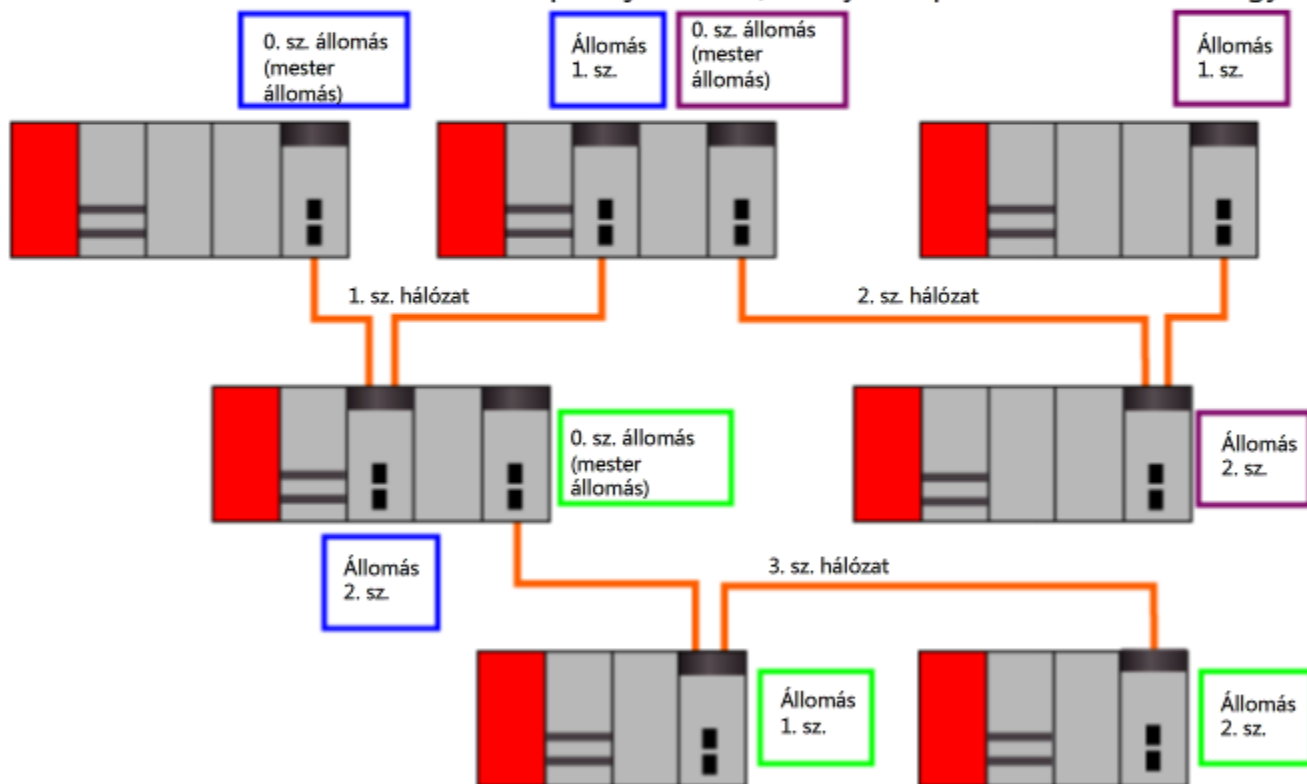 0. sz. állomás
(mester
állomás)
Állomás
1. sz.
0. sz. állomás
(mester
állomás)
Állomás
1. sz.
1. sz. hálózat
2. sz. hálózat
0. sz. állomás
(mester
állomás)
Állomás
2. sz.
Állomás
2. sz.
3. sz. hálózat
Állomás
1. sz.
Állomás
2. sz.